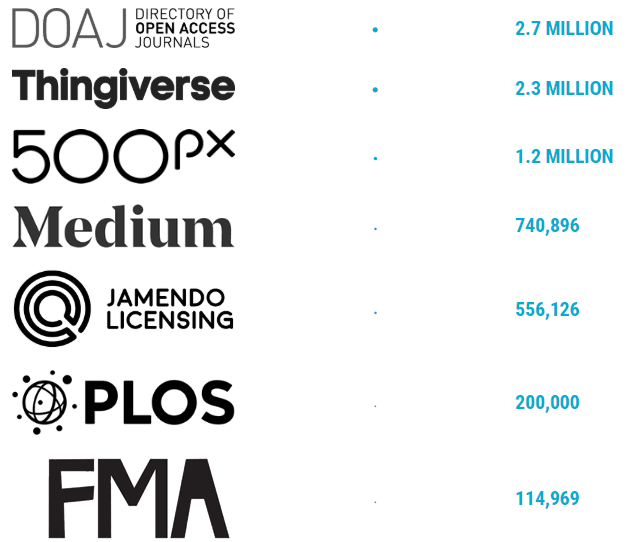 DOAJ DIRECTORY OF
OPEN ACCESS
JOURNALS
2.7 MILLION
Thingiverse
2.3 MILLION
500px
1.2 MILLION
Medium
740,896
JAMENDO
LICENSING
556,126
PLOS
200,000
FMA
114,969